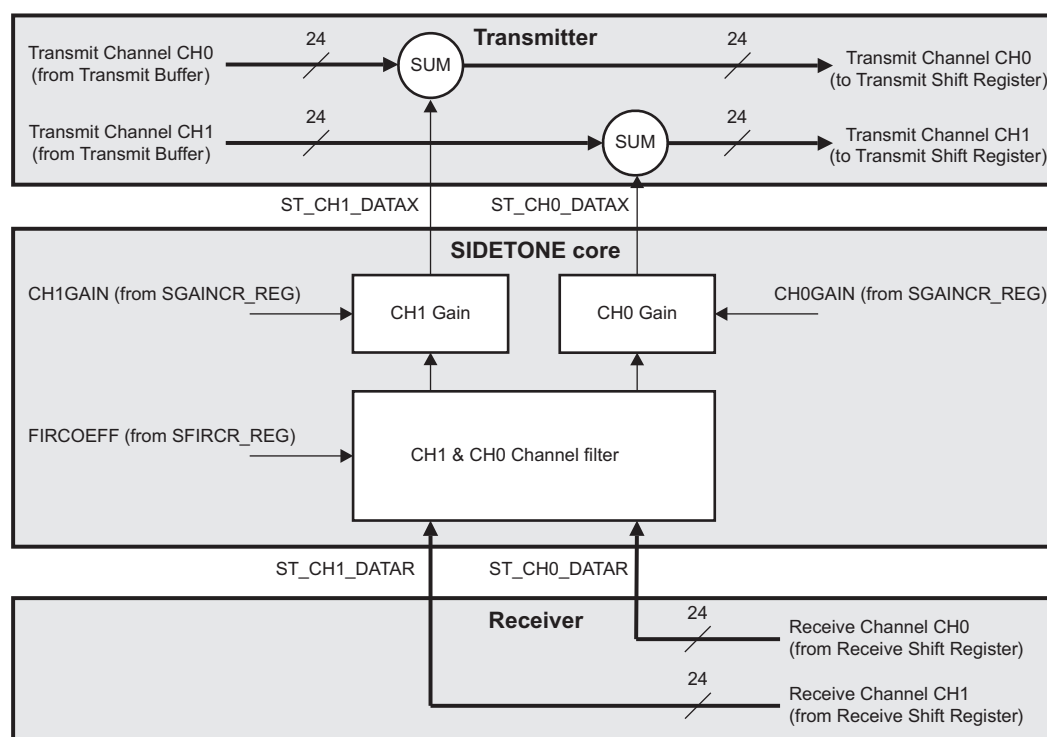 Transmitter
Transmit Channel CH0
(from Transmit Buffer)
24
SUM
24
Transmit Channel CH0
(to Transmit Shift Register)
Transmit Channel CH1
(from Transmit Buffer)
24
SUM
24
Transmit Channel CH1
(to Transmit Shift Register)
ST_CH1_DATAX
ST_CH0_DATAX
SIDETONE core
CH1GAIN (from SGAINCR_REG)
CH1 Gain
CH0 Gain
CH0GAIN (from SGAINCR_REG)
FIRCOEFF (from SFIRCR_REG)
CH1 & CH0 Channel filter
ST_CH1_DATAR
ST_CH0_DATAR
Receiver
24
Receive Channel CH0
(from Receive Shift Register)
24
Receive Channel CH1
(from Receive Shift Register)